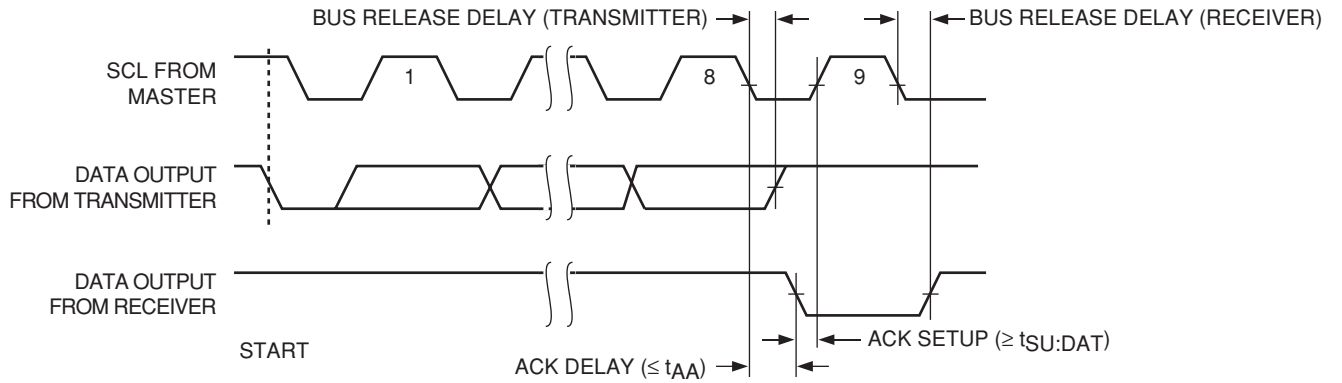 BUS RELEASE DELAY (TRANSMITTER)
BUS RELEASE DELAY (RECEIVER)
SCL FROM
MASTER
1
8
9
DATA OUTPUT
FROM TRANSMITTER
DATA OUTPUT
FROM RECEIVER
START
ACK SETUP (≥ tSU:DAT)
ACK DELAY (≤ tAA)